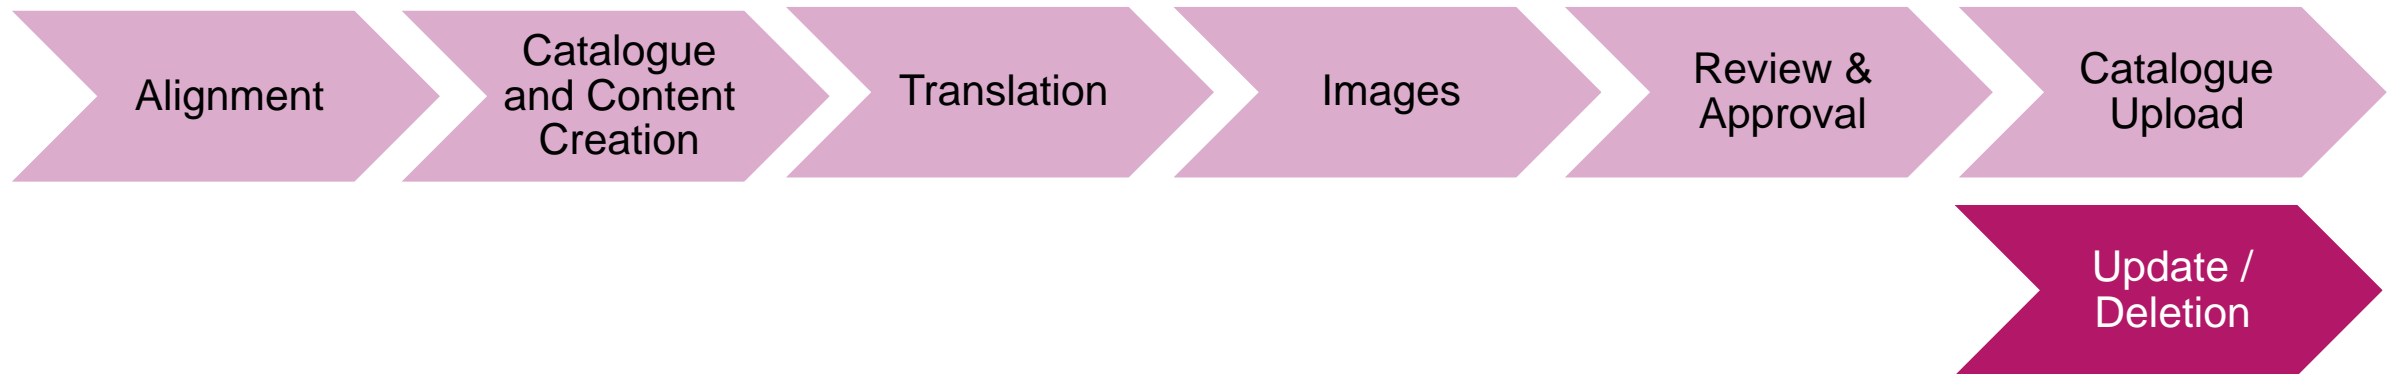 Alignment
Catalogue
and Content
Creation
Translation
Images
Review &
Approval
Catalogue
Upload
Update /
Deletion